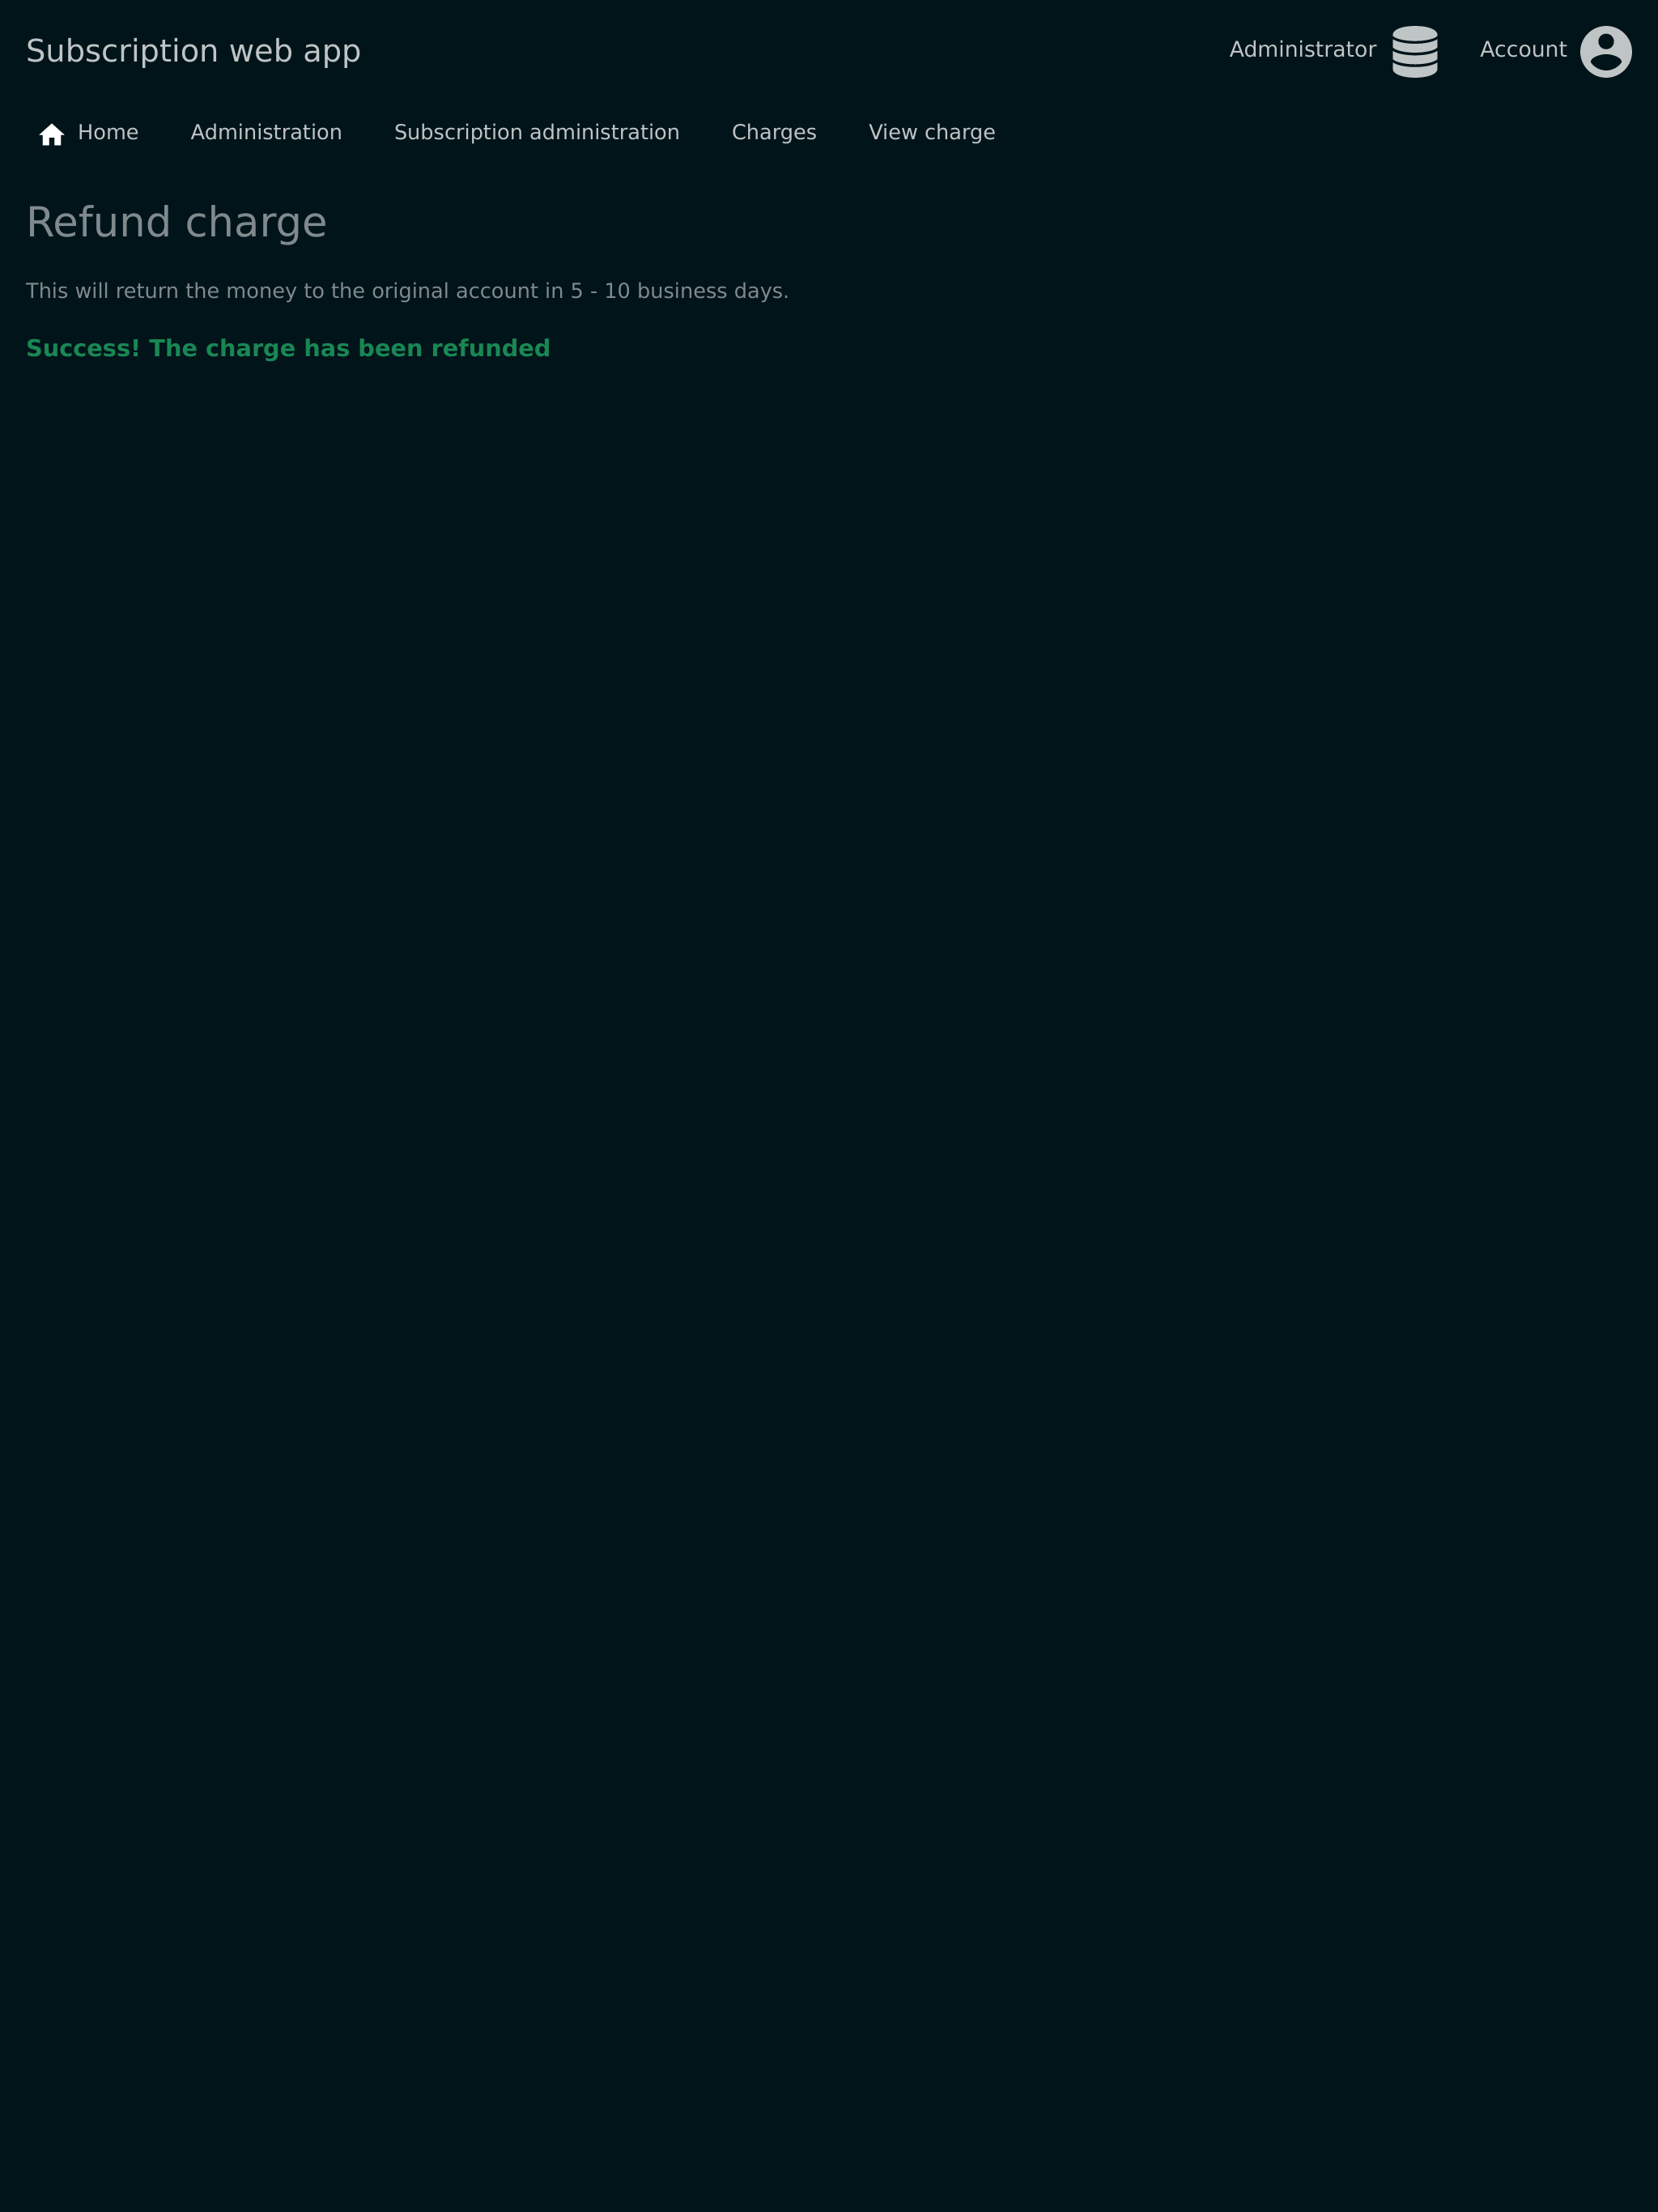 Subscription web app
Administrator
Account
Home
Administration
Subscription administration
Charges
View charge
Refund charge
This will return the money to the original account in 5 - 10 business days.
Success! The charge has been refunded